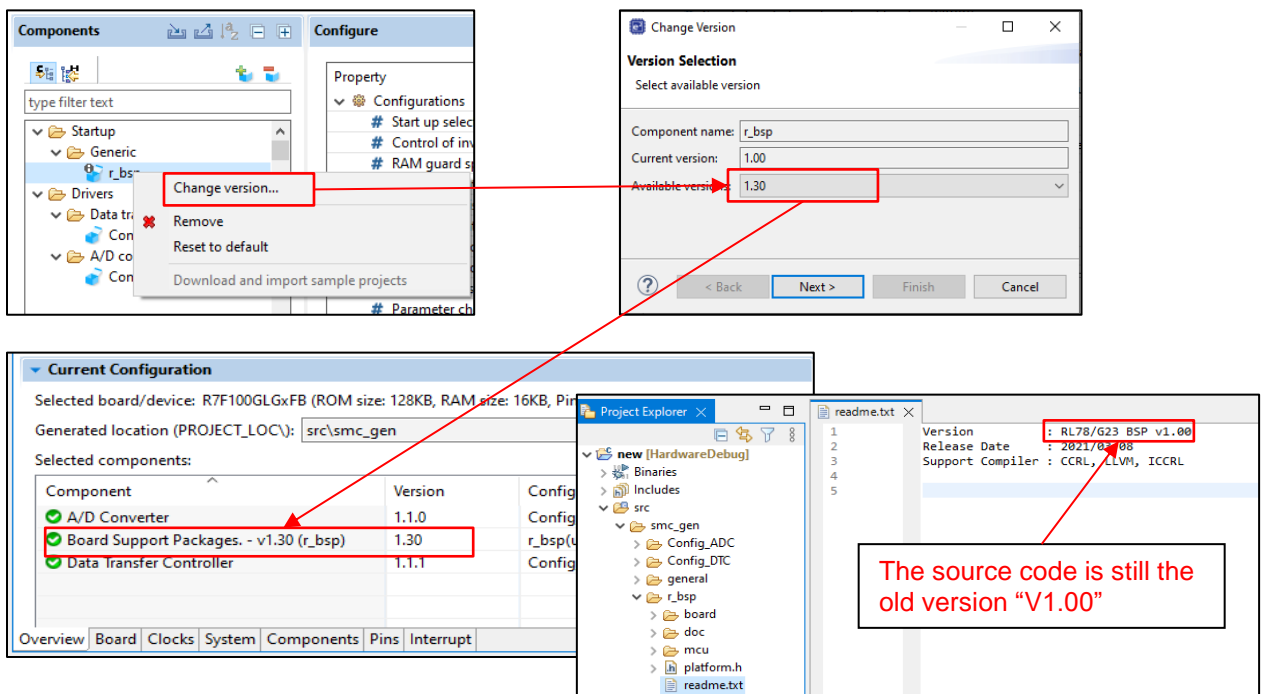 Components
Configure
type filter text
Startup
Generic
r_bsp
Drivers
Data tra
Con
A/D co
Con
Change version...
Remove
Reset to default
Download and import sample projects
Property
Configurations
# Start up selec
# Control of inv
# RAM guard sp
# Parameter ch
Change Version
Version Selection
Select available version
Component name: r_bsp
Current version: 1.00
Available versions: 1.30
< Back Next > Finish Cancel
Current Configuration
Selected board/device: R7F100GLGxFB (ROM size: 128KB, RAM size: 16KB, Pin
Generated location (PROJECT_LOC\): src\smc_gen
Selected components:
Component Version Config
A/D Converter 1.1.0 Config
Board Support Packages. - v1.30 (r_bsp) 1.30 r_bsp(u
Data Transfer Controller 1.1.1 Config
Overview Board Clocks System Components Pins Interrupt
Project Explorer
new [HardwareDebug]
Binaries
Includes
src
smc_gen
Config_ADC
Config_DTC
general
r_bsp
board
doc
mcu
platform.h
readme.txt
readme.txt
1 Version : RL78/G23 BSP v1.00
2 Release Date :
3 Support Compiler : CCRL, LLVM, ICCRL
4
5
The source code is still the
old version “V1.00”